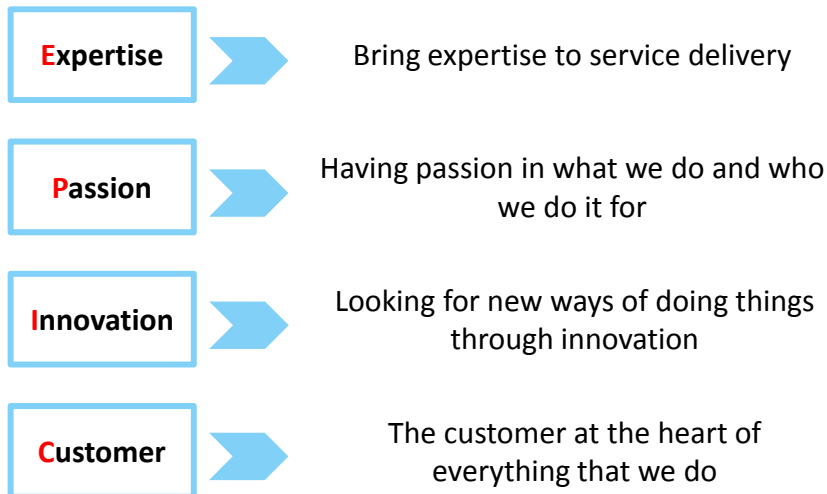 Expertise
Bring expertise to service delivery
Passion
Having passion in what we do and who
we do it for
Innovation
Looking for new ways of doing things
through innovation
Customer
The customer at the heart of
everything that we do